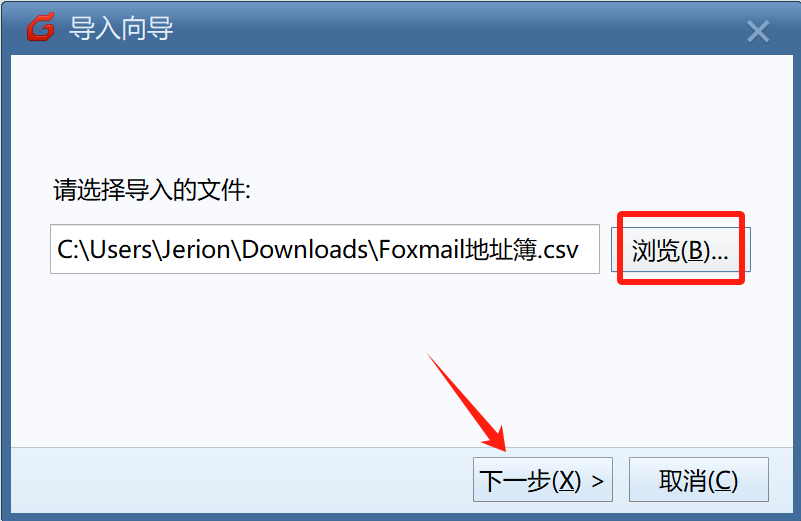 导入向导
请选择导入的文件:
C:\Users\Jerion\Downloads\Foxmail地址簿.csv
浏览(B)...
下一步(X) >
取消(C)